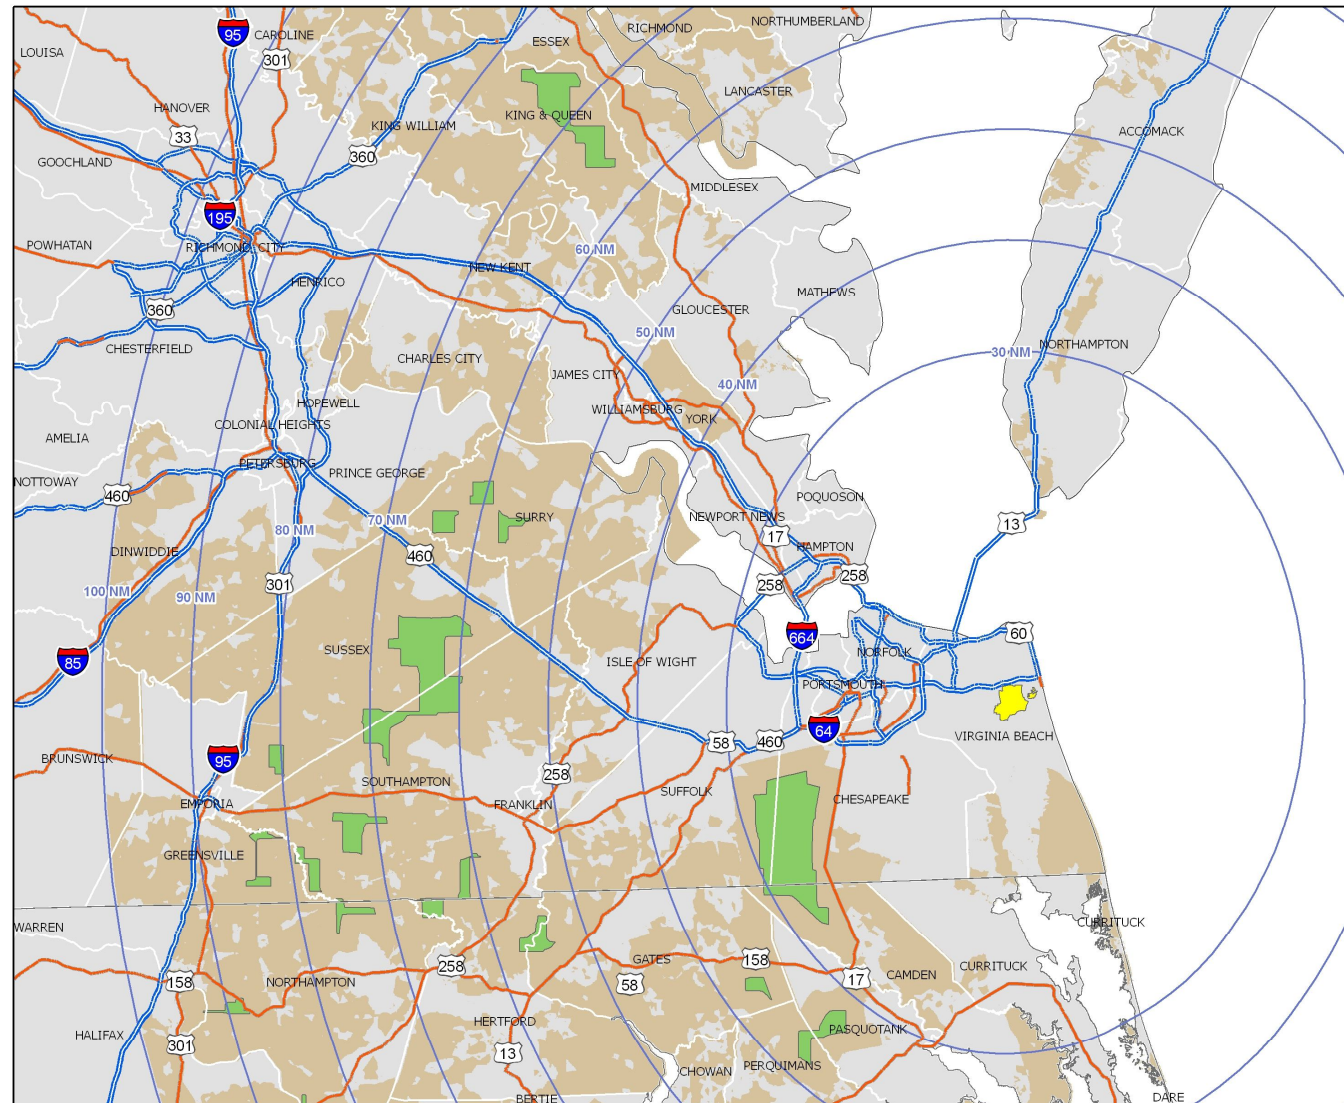 NORTHUMBERLAND
RICHMOND
95
CAROLINE
ESSEX
LOUISA
301
LANCASTER
HANOVER
KING & QUEEN
KING WILLIAM
33
ACCOMACK
360
GOOCHLAND
MIDDLESEX
195
POWHATAN
RICHMOND CITY
60 NM
NEW KENT
HENRICO
MATHEWS
360
GLOUCESTER
50 NM
CHESTERFIELD
NORTHAMPTON
30 NM
CHARLES CITY
JAMES CITY
40 NM
HOPEWELL
WILLIAMSBURG
YORK
COLONIAL HEIGHTS
AMELIA
PETERSBURG
PRINCE GEORGE
NOTTOWAY
460
POQUOSON
SURRY
NEWPORT NEWS
70 NM
80 NM
13
17
HAMPTON
DINWIDDIE
460
258
258
301
100 NM
90 NM
60
664
SUSSEX
NORFOLK
85
ISLE OF WIGHT
PORTSMOUTH
64
VIRGINIA BEACH
58
460
95
BRUNSWICK
258
SOUTHAMPTON
SUFFOLK
CHESAPEAKE
EMPORIA
FRANKLIN
GREENSVILLE
CURRITUCK
WARREN
158
GATES
258
CURRITUCK
CAMDEN
158
NORTHAMPTON
58
17
HERTFORD
PASQUOTANK
HALIFAX
301
13
PERQUIMANS
CHOWAN
BERTIE
DARE